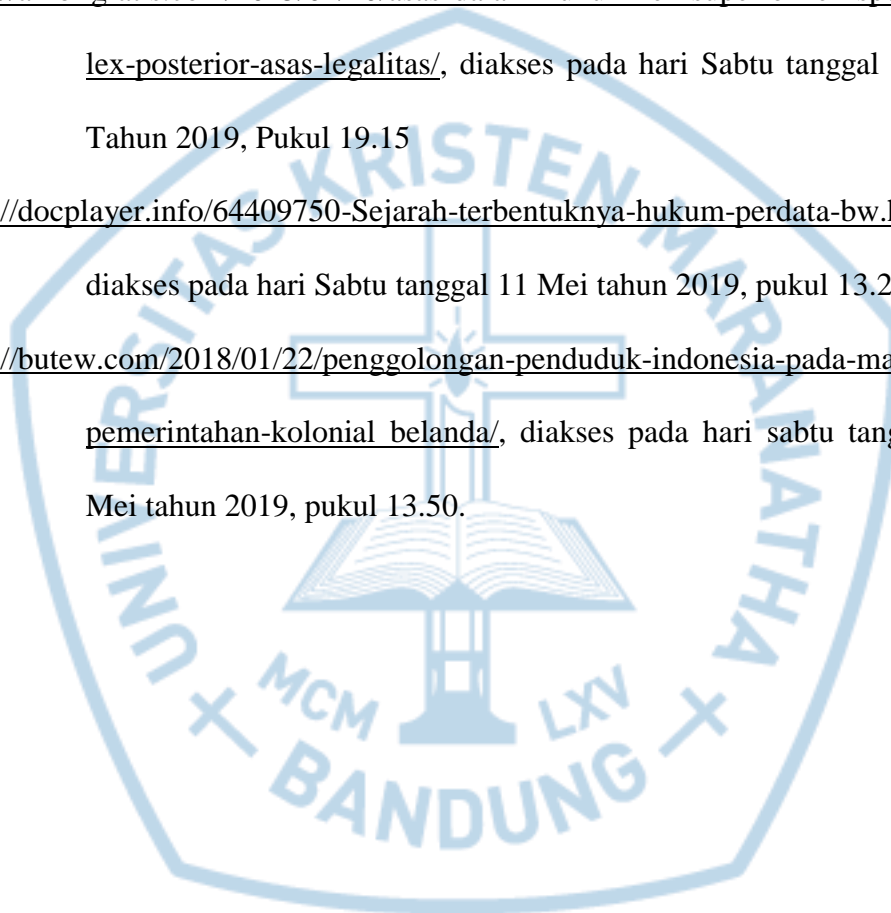 lex-posterior-asas-legalitas/, diakses pada hari Sabtu tanggal
Tahun 2019, Pukul 19.15
//docplayer.info/64409750-Sejarah-terbentuknya-hukum-perdata-bw.
diakses pada hari Sabtu tanggal 11 Mei tahun 2019, pukul 13.2
//butew.com/2018/01/22/penggolongan-penduduk-indonesia-pada-ma
pemerintahan-kolonial belanda/, diakses pada hari sabtu tang
Mei tahun 2019, pukul 13.50.
UNIVERSITAS KRISTEN MARANATHA
MCM LXV
BANDUNG